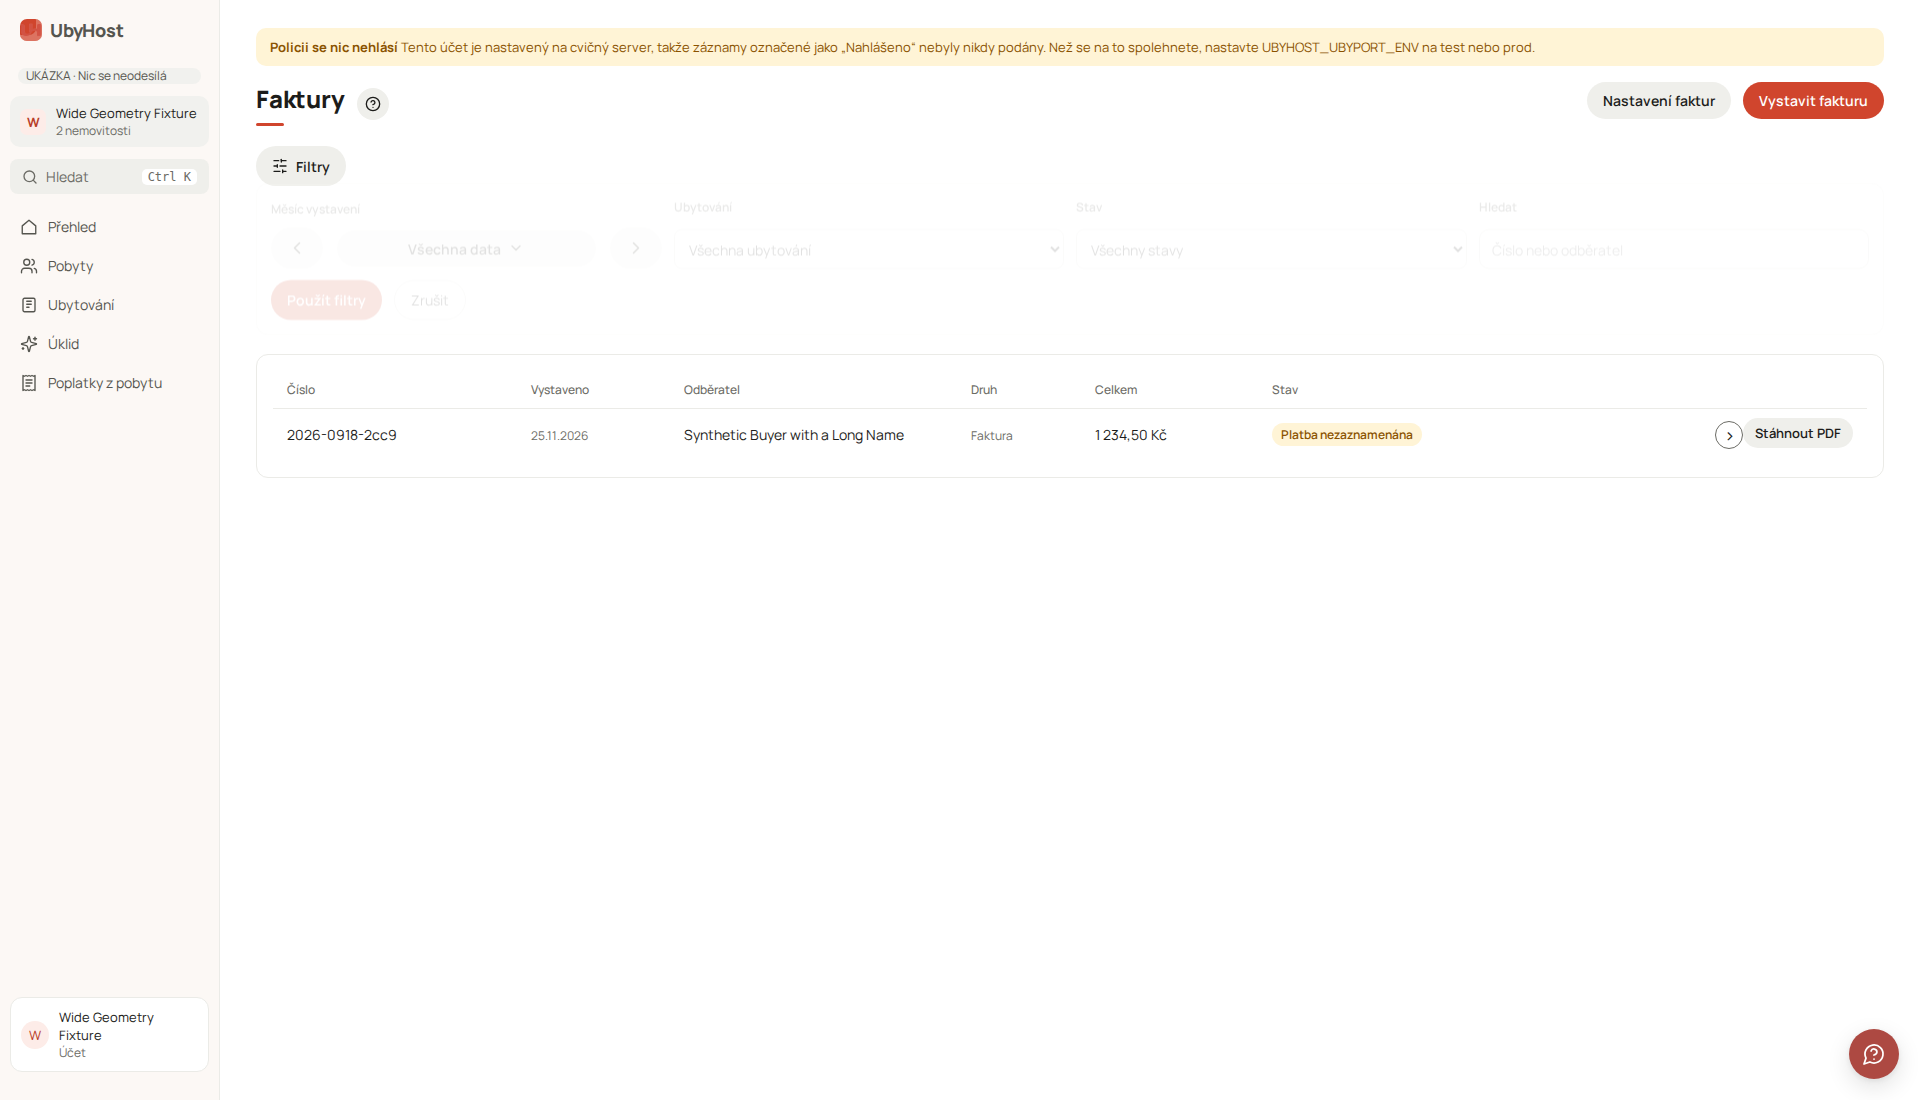 UbyHost
UKÁZKA · Nic se neodesílá
W
Wide Geometry Fixture
2 nemovitosti
Hledat
Ctrl K
Přehled
Pobyty
Ubytování
Úklid
Poplatky z pobytu
W
Wide Geometry
Fixture
Účet
Policii se nic nehlásí Tento účet je nastavený na cvičný server, takže záznamy označené jako „Nahlášeno“ nebyly nikdy podány. Než se na to spolehnete, nastavte UBYHOST_UBYPORT_ENV na test nebo prod.
Faktury
Nastavení faktur
Vystavit fakturu
Filtry
Měsíc vystavení
Ubytování
Stav
Hledat
Všechna data
Všechna ubytování
Všechny stavy
Číslo nebo odběratel
Použít filtry
Zrušit
Číslo Vystaveno Odběratel Druh Celkem Stav
2026-0918-2cc9 25.11.2026 Synthetic Buyer with a Long Name Faktura 1 234,50 Kč Platba nezaznamenána Stáhnout PDF